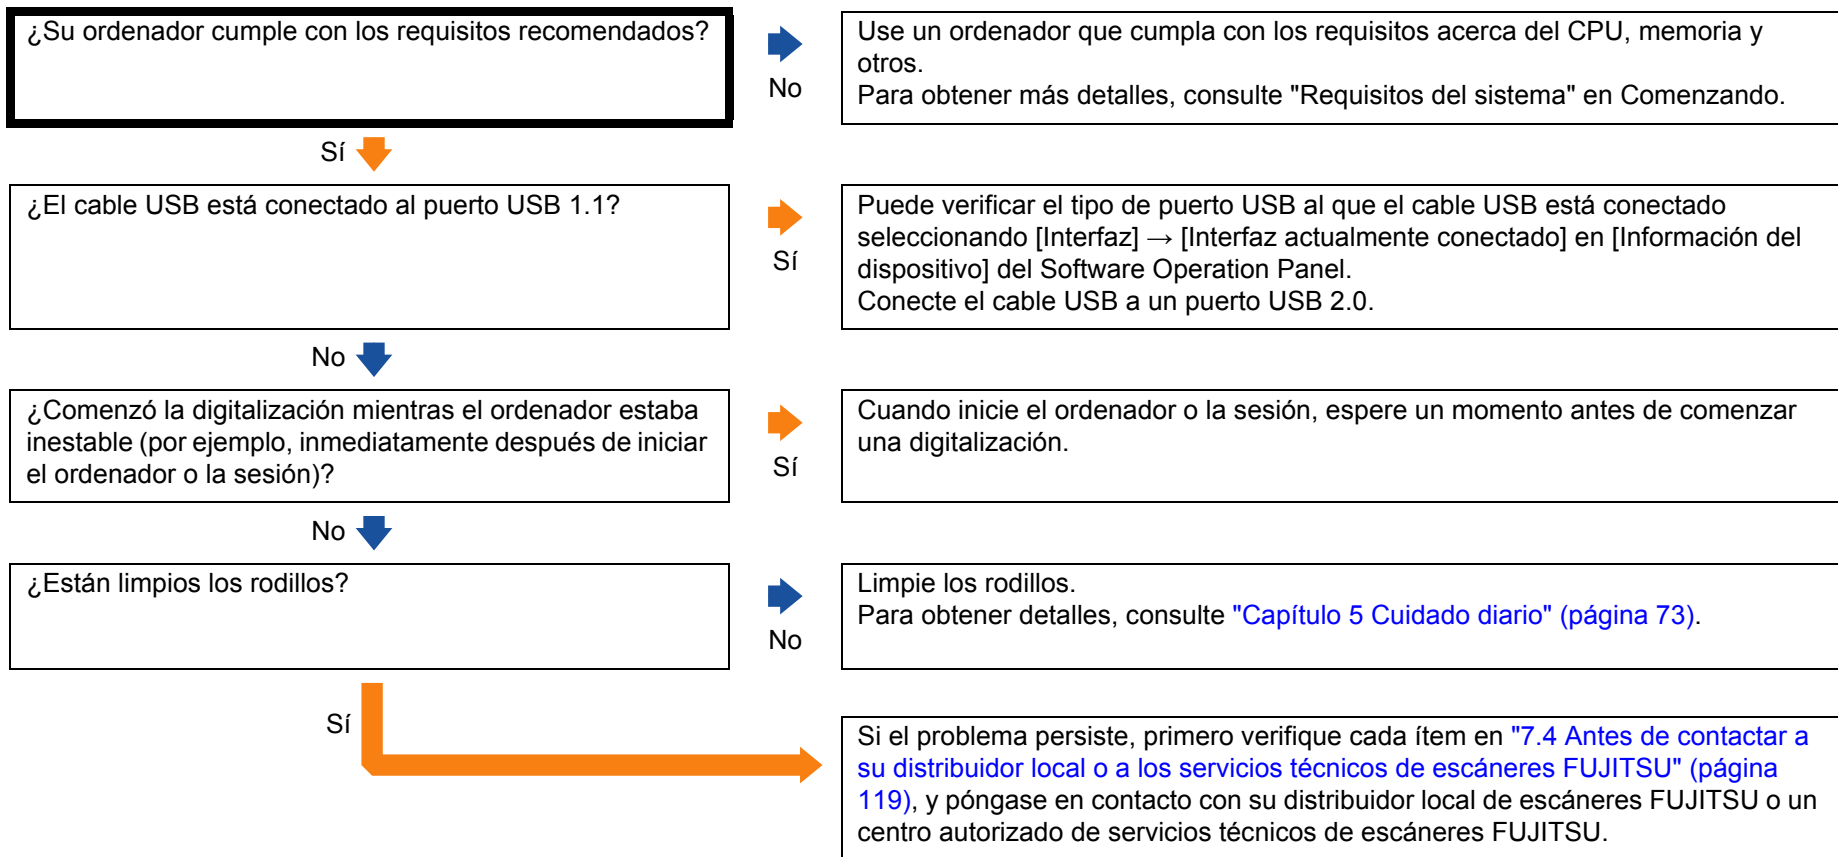 ¿Su ordenador cumple con los requisitos recomendados?
No
Use un ordenador que cumpla con los requisitos acerca del CPU, memoria y
otros.
Para obtener más detalles, consulte "Requisitos del sistema" en Comenzando.
Sí
¿El cable USB está conectado al puerto USB 1.1?
Sí
Puede verificar el tipo de puerto USB al que el cable USB está conectado
seleccionando [Interfaz] → [Interfaz actualmente conectado] en [Información del
dispositivo] del Software Operation Panel.
Conecte el cable USB a un puerto USB 2.0.
No
¿Comenzó la digitalización mientras el ordenador estaba
inestable (por ejemplo, inmediatamente después de iniciar
el ordenador o la sesión)?
Sí
Cuando inicie el ordenador o la sesión, espere un momento antes de comenzar
una digitalización.
No
¿Están limpios los rodillos?
No
Limpie los rodillos.
Para obtener detalles, consulte "Capítulo 5 Cuidado diario" (página 73).
Sí
Si el problema persiste, primero verifique cada ítem en "7.4 Antes de contactar a
su distribuidor local o a los servicios técnicos de escáneres FUJITSU" (página
119), y póngase en contacto con su distribuidor local de escáneres FUJITSU o un
centro autorizado de servicios técnicos de escáneres FUJITSU.